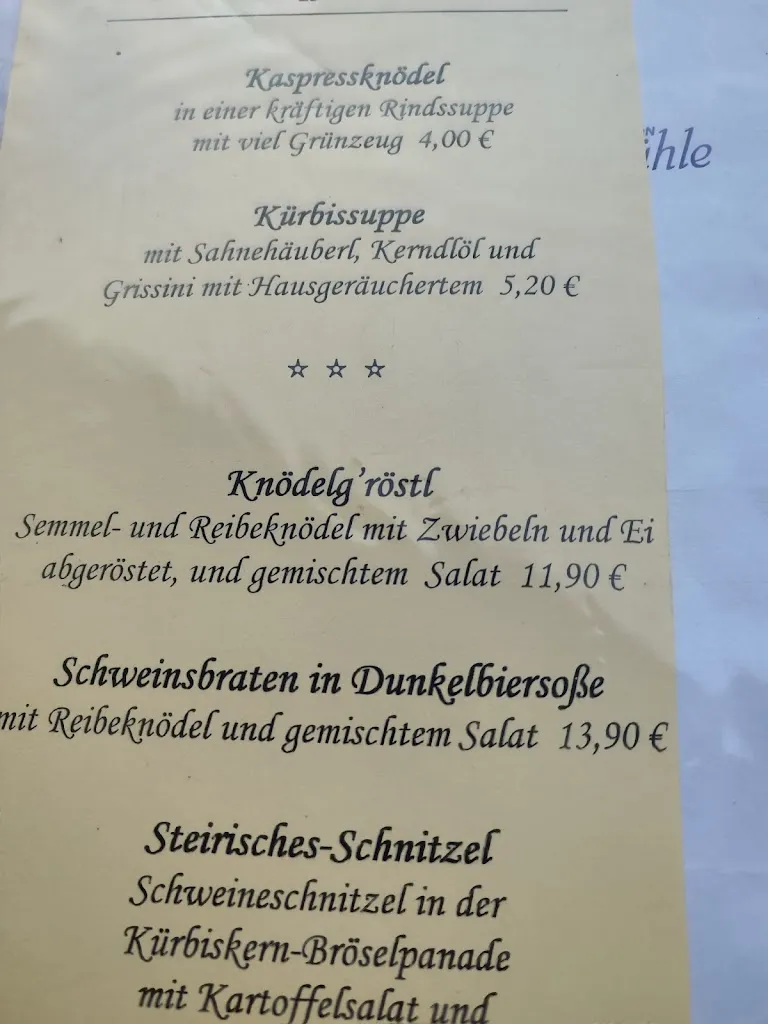 Kaspressknödel
in einer kräftigen Rindssuppe
mit viel Grünzeug 4,00 €
Kürbissuppe
mit Sahnehäuberl, Kerndlöl und
Grissini mit Hausgeräuchertem 5,20 €
☆ ☆ ☆
Knödelg'röstl
Semmel- und Reibeknödel mit Zwiebeln und Ei
abgeröstet, und gemischtem Salat 11,90 €
Schweinsbraten in Dunkelbiersoße
mit Reibeknödel und gemischtem Salat 13,90 €
Steirisches-Schnitzel
Schweineschnitzel in der
Kürbiskern-Bröselpanade
mit Kartoffelsalat und